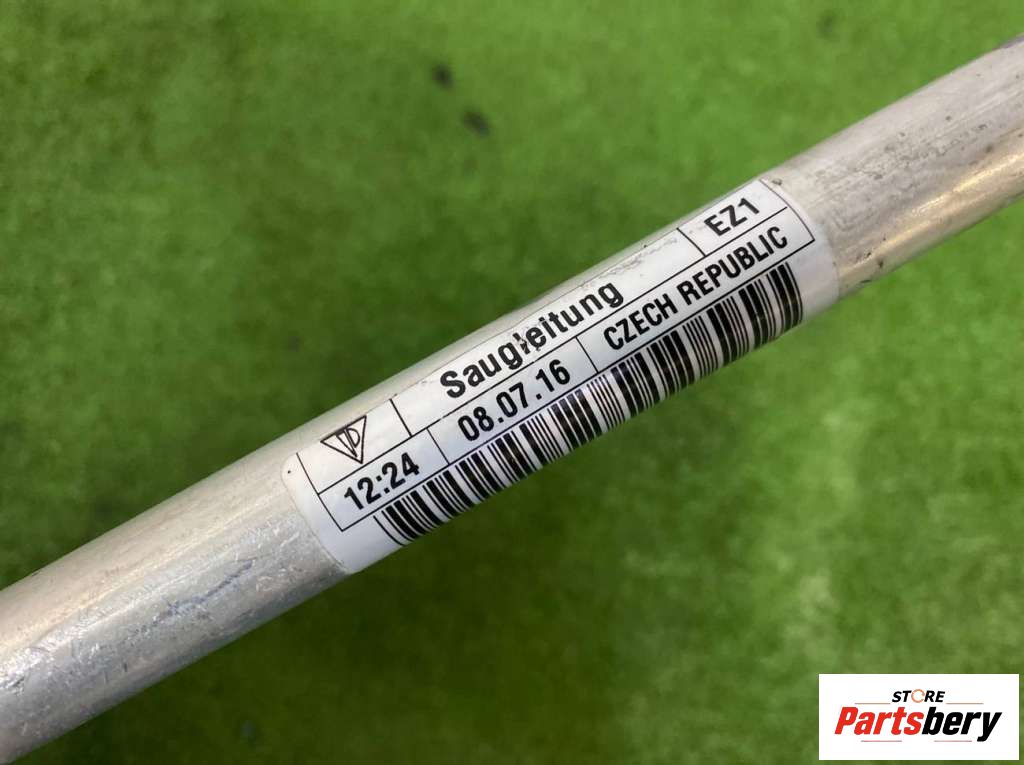 Saugleitung EZ1
12:24 08.07.16 CZECH REPUBLIC
STORE
Partsbery